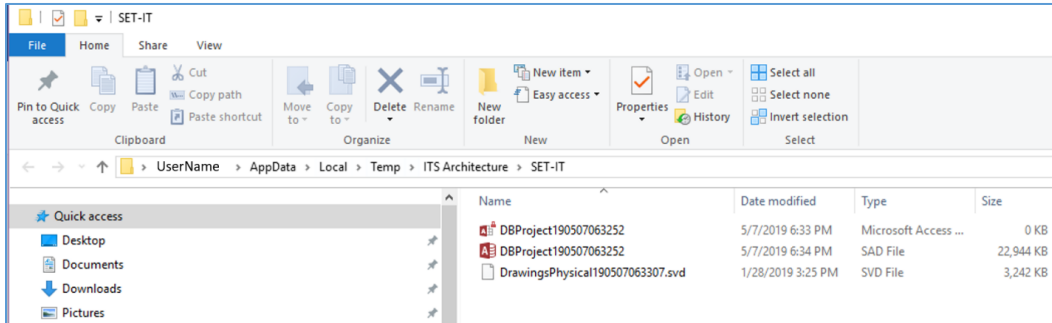 SET-IT
File Home Share View
Pin to Quick access Copy Paste Cut Copy path Paste shortcut Move to Copy to Delete Rename New folder New item Easy access Properties Open Edit History Select all Select none Invert selection
Clipboard Organize New Open Select
UserName > AppData > Local > Temp > ITS Architecture > SET-IT
Name Date modified Type Size
Quick access
DBProject190507063252 5/7/2019 6:33 PM Microsoft Access ... 0 KB
Desktop
DBProject190507063252 5/7/2019 6:34 PM SAD File 22,944 KB
Documents
DrawingsPhysical190507063307.svd 1/28/2019 3:25 PM SVD File 3,242 KB
Downloads
Pictures